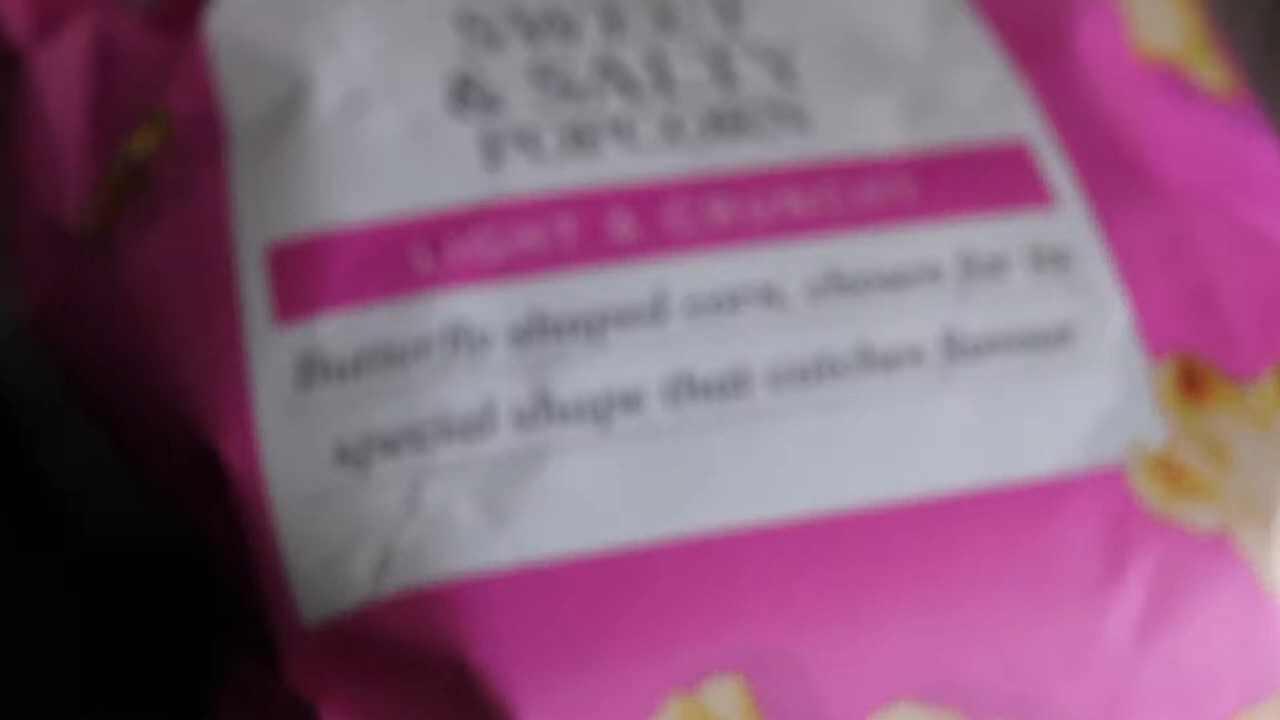 SWEET
& SALTY
POPCORN
LIGHT & CRUNCHY
Butterfly shaped corn, chosen for its
special shape that catches flavour